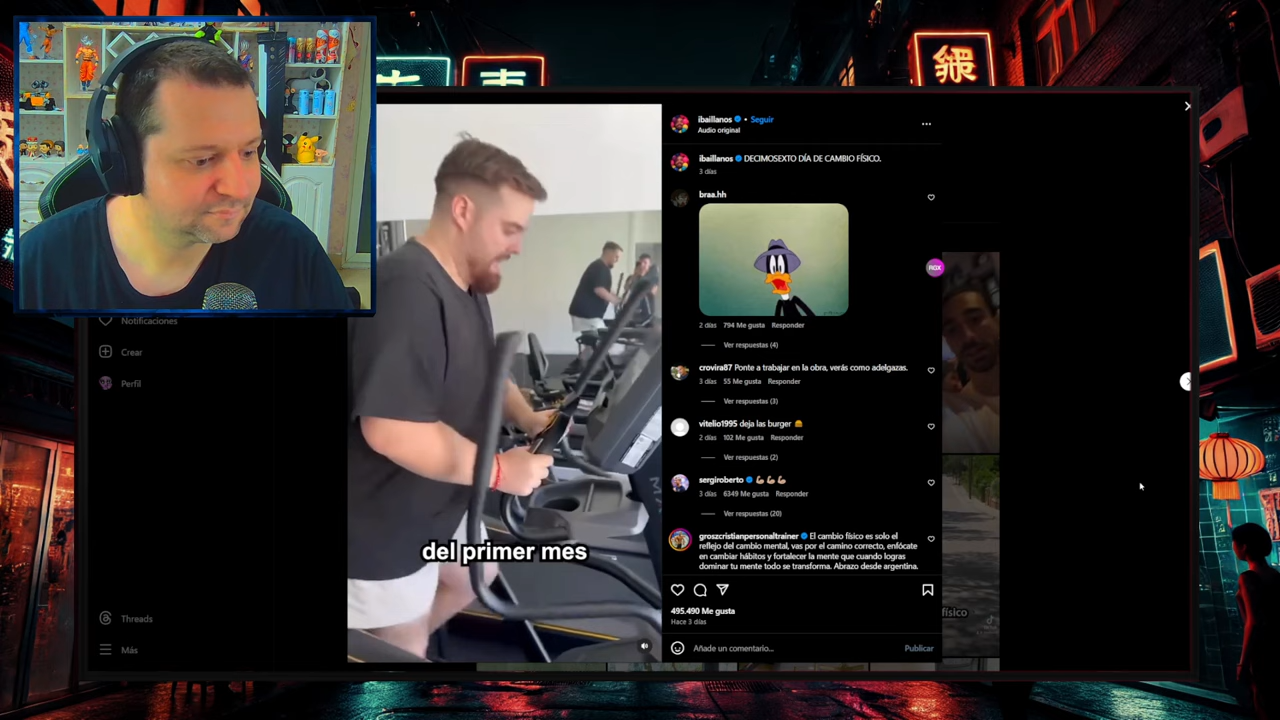 Notificaciones
Crear
Perfil
Threads
Más
del primer mes
ibaillanos • Seguir
Audio original
ibaillanos DECIMOSEXTO DÍA DE CAMBIO FÍSICO.
3 días
braa.hh
2 días 794 Me gusta Responder
Ver respuestas (4)
crovira87 Ponte a trabajar en la obra, verás como adelgazas.
3 días 55 Me gusta Responder
Ver respuestas (3)
vitelio1995 deja las burger 🍔
2 días 102 Me gusta Responder
Ver respuestas (2)
sergiroberto 💪🏼💪🏼💪🏼
3 días 6349 Me gusta Responder
Ver respuestas (20)
groszcristianpersonaltrainer El cambio físico es solo el
reflejo del cambio mental, vas por el camino correcto, enfócate
en cambiar hábitos y fortalecer la mente que cuando logras
dominar tu mente todo se transforma. Abrazo desde argentina.
495.490 Me gusta
Hace 3 días
Añade un comentario...
Publicar
RGX
físico